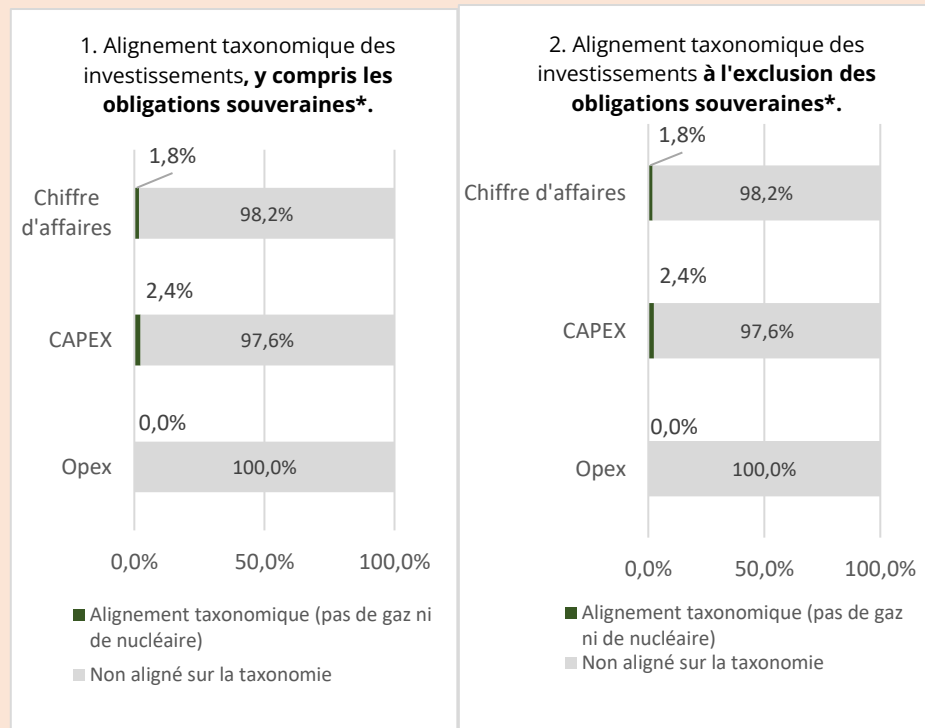 1. Alignement taxonomique des
investissements, y compris les
obligations souveraines*.
1,8%
Chiffre
d'affaires
98,2%
2,4%
CAPEX
97,6%
0,0%
Opex
100,0%
0,0%
50,0%
100,0%
Alignement taxonomique (pas de gaz ni
de nucléaire)
Non aligné sur la taxonomie
2. Alignement taxonomique des
investissements à l'exclusion des
obligations souveraines*.
1,8%
Chiffre d'affaires
98,2%
2,4%
CAPEX
97,6%
0,0%
Opex
100,0%
0,0%
50,0%
100,0%
Alignement taxonomique (pas de gaz
ni de nucléaire)
Non aligné sur la taxonomie